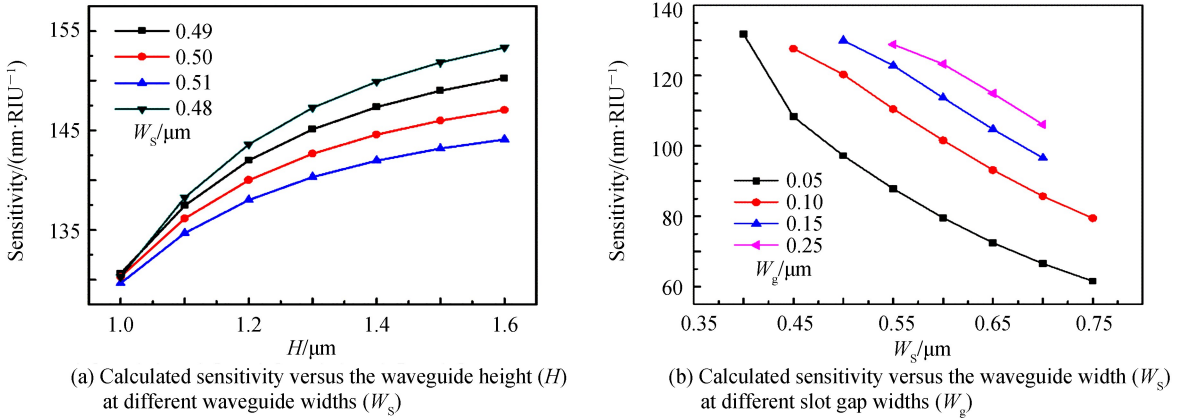 155
145
135
Sensitivity/(nm·RIU⁻¹)
0.49
0.50
0.51
0.48
W_S/μm
1.0 1.2 1.4 1.6
H/μm
(a) Calculated sensitivity versus the waveguide height (H)
at different waveguide widths (W_S)
140
120
100
80
60
Sensitivity/(nm·RIU⁻¹)
0.05
0.10
0.15
0.25
W_g/μm
0.35 0.45 0.55 0.65 0.75
W_S/μm
(b) Calculated sensitivity versus the waveguide width (W_S)
at different slot gap widths (W_g)